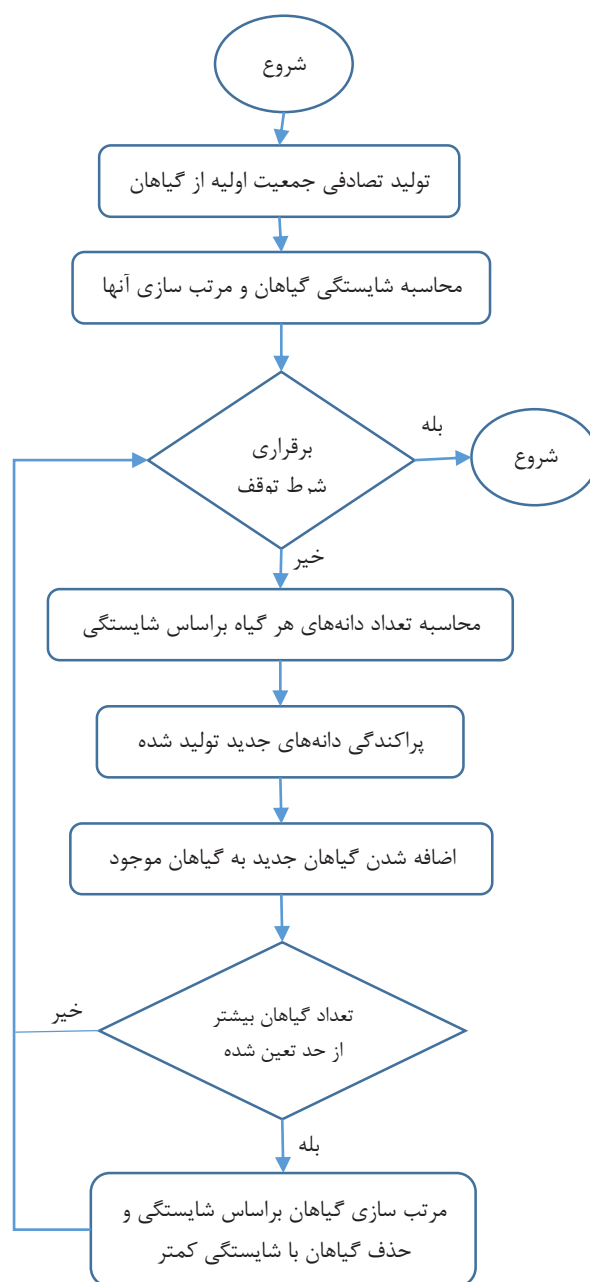 شروع
تولید تصادفی جمعیت اولیه از گیاهان
محاسبه شایستگی گیاهان و مرتب سازی آنها
برقراری
شرط توقف
بله
شروع
خیر
محاسبه تعداد دانه‌های هر گیاه براساس شایستگی
پراکندگی دانه‌های جدید تولید شده
اضافه شدن گیاهان جدید به گیاهان موجود
تعداد گیاهان بیشتر
از حد تعین شده
خیر
بله
مرتب سازی گیاهان براساس شایستگی و
حذف گیاهان با شایستگی کمتر